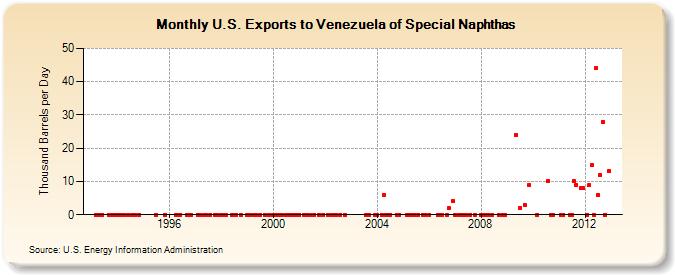 Monthly U.S. Exports to Venezuela of Special Naphthas
Thousand Barrels per Day
50
40
30
20
10
0
1996 2000 2004 2008 2012
Source: U.S. Energy Information Administration